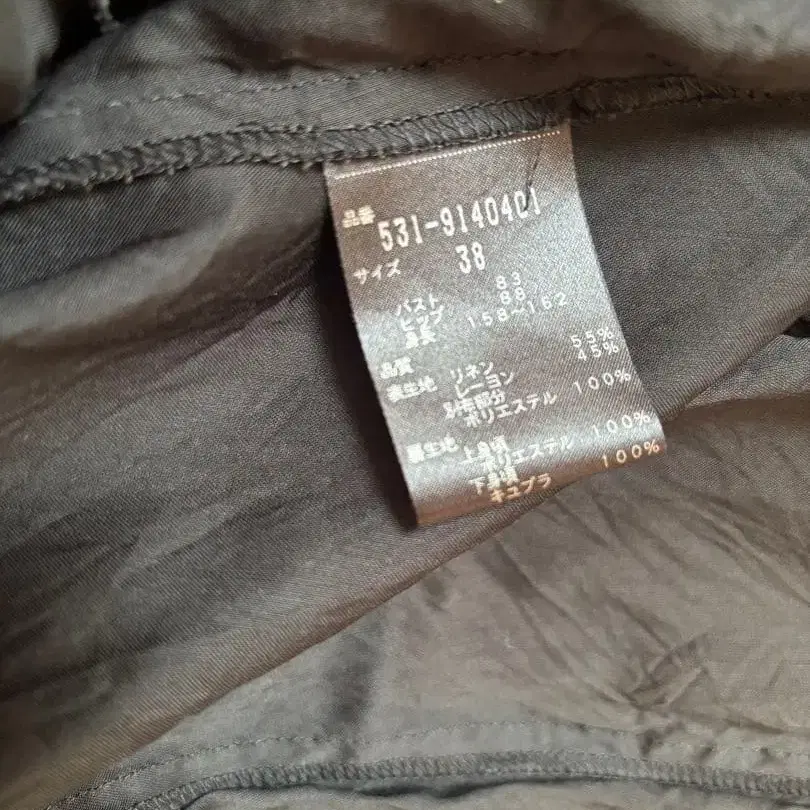 品番 531-9140401
サイズ 38
バスト 83
ヒップ 88
身長 158~162
品質
表生地 リネン 55%
レーヨン 45%
別布部分
ポリエステル 100%
裏生地 上身頃
ポリエステル 100%
下身頃
キュプラ 100%